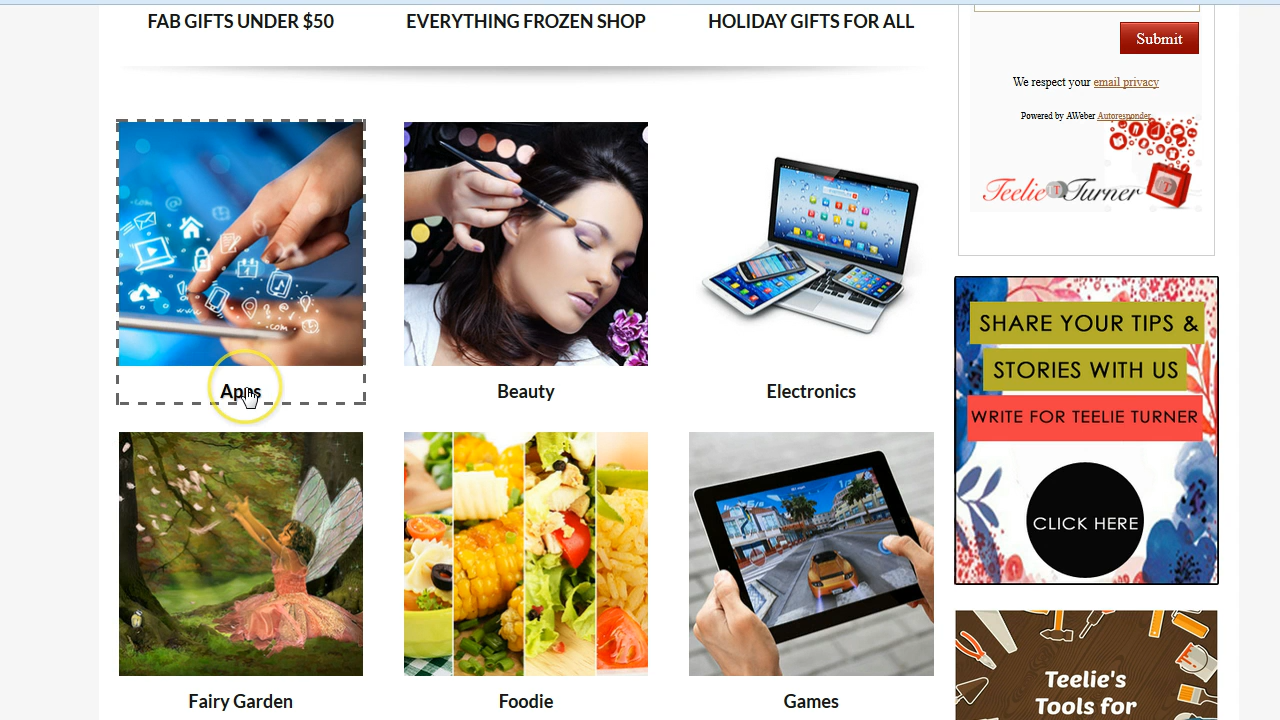 FAB GIFTS UNDER $50
EVERYTHING FROZEN SHOP
HOLIDAY GIFTS FOR ALL
Apps
Beauty
Electronics
Fairy Garden
Foodie
Games
Submit
We respect your email privacy
Powered by AWeber Autoresponder
Teelie T Turner
SHARE YOUR TIPS &
STORIES WITH US
WRITE FOR TEELIE TURNER
CLICK HERE
Teelie's
Tools for